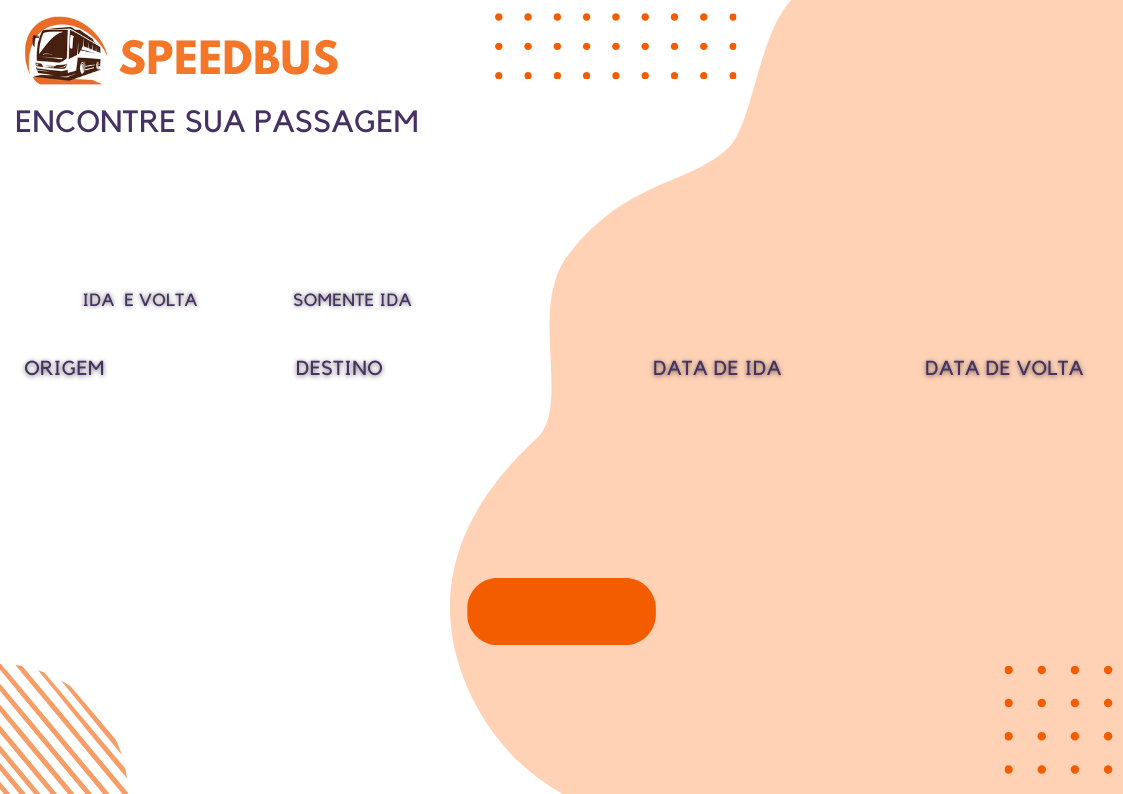 SPEEDBUS
ENCONTRE SUA PASSAGEM
IDA E VOLTA
SOMENTE IDA
ORIGEM
DESTINO
DATA DE IDA
DATA DE VOLTA